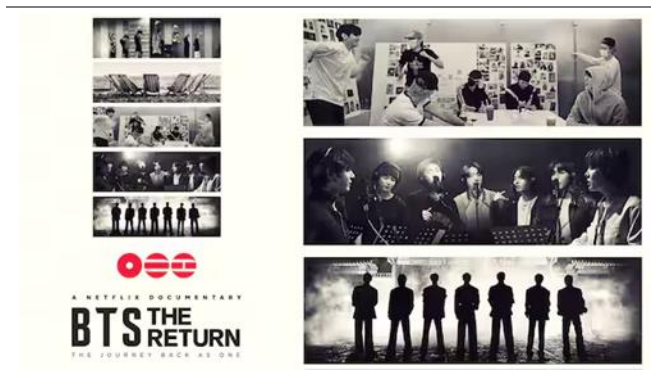 A NETFLIX DOCUMENTARY
BTS THE
RETURN
THE JOURNEY BACK AS ONE